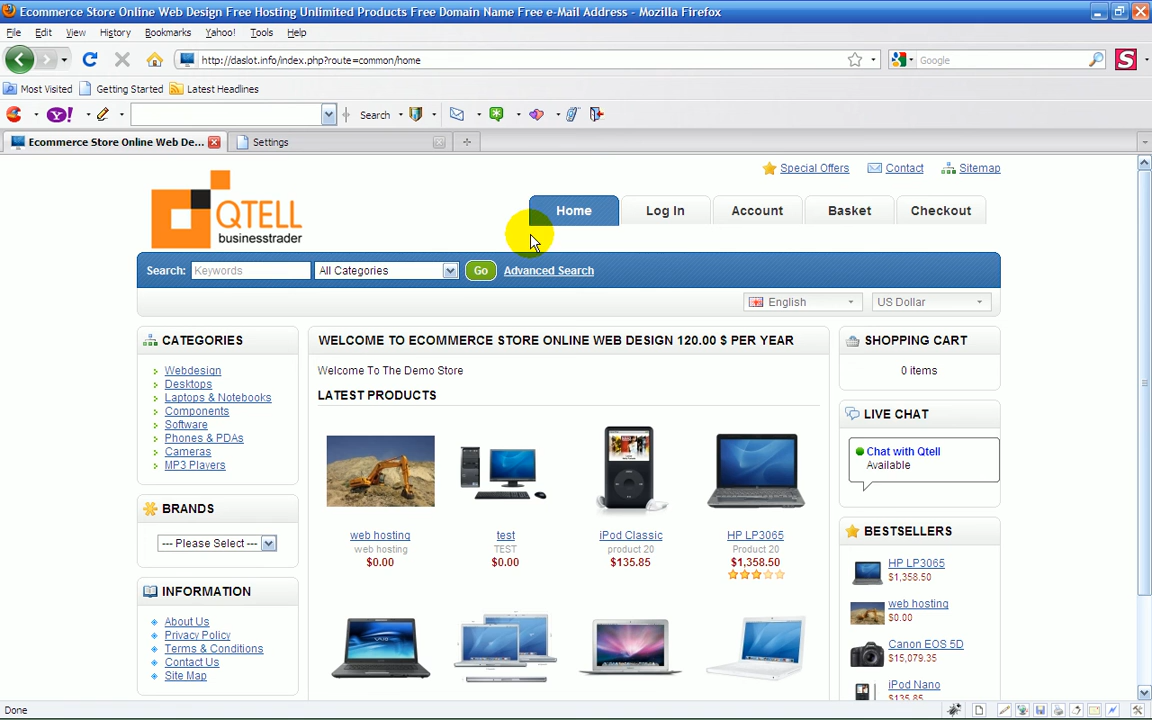 Ecommerce Store Online Web Design Free Hosting Unlimited Products Free Domain Name Free e-Mail Address - Mozilla Firefox
File Edit View History Bookmarks Yahoo! Tools Help
http://daslot.info/index.php?route=common/home
Google
S
Most Visited Getting Started Latest Headlines
Y! Search
Ecommerce Store Online Web De... Settings
Special Offers Contact Sitemap
QTELL
businesstrader
Home Log In Account Basket Checkout
Search: Keywords All Categories Go Advanced Search
English US Dollar
CATEGORIES
Webdesign
Desktops
Laptops & Notebooks
Components
Software
Phones & PDAs
Cameras
MP3 Players
BRANDS
--- Please Select ---
INFORMATION
About Us
Privacy Policy
Terms & Conditions
Contact Us
Site Map
WELCOME TO ECOMMERCE STORE ONLINE WEB DESIGN 120.00 $ PER YEAR
Welcome To The Demo Store
LATEST PRODUCTS
web hosting test iPod Classic HP LP3065
web hosting TEST product 20 Product 20
$0.00 $0.00 $135.85 $1,358.50
SHOPPING CART
0 items
LIVE CHAT
Chat with Qtell
Available
BESTSELLERS
HP LP3065
$1,358.50
web hosting
$0.00
Canon EOS 5D
$15,079.35
iPod Nano
$135.85
Done